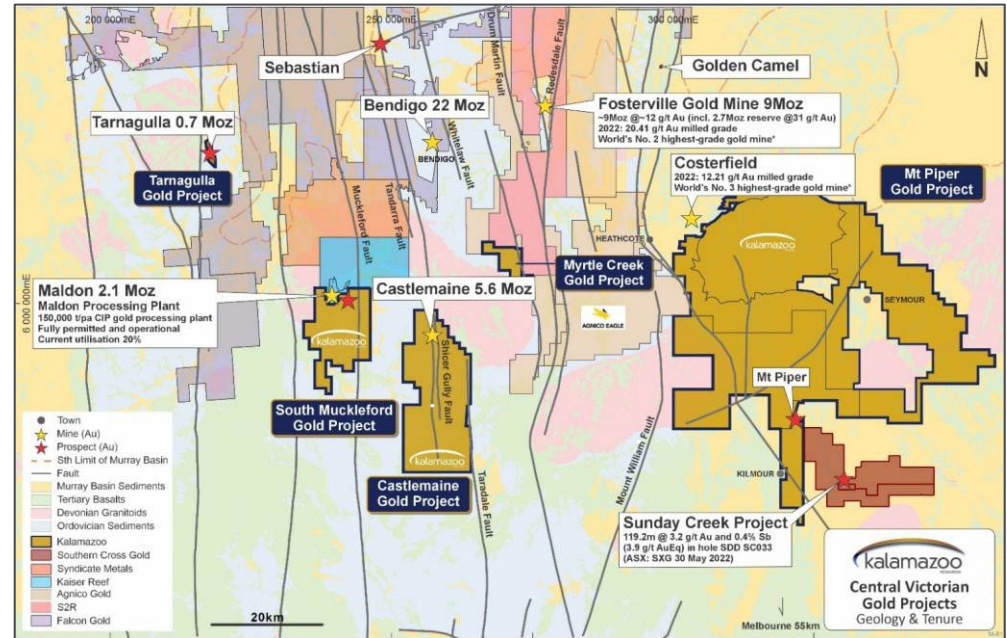 200 000mE
250 000mE
300 000mE
N
Drum Martin Fault
Redesdale Fault
Sebastian
Golden Camel
Bendigo 22 Moz
BENDIGO
Whitelaw Fault
Fosterville Gold Mine 9Moz
~9Moz @~12 g/t Au (incl. 2.7Moz reserve @31 g/t Au)
2022: 20.41 g/t Au milled grade
World's No. 2 highest-grade gold mine*
Tarnagulla 0.7 Moz
Tarnagulla
Gold Project
Costerfield
2022: 12.21 g/t Au milled grade
World's No. 3 highest-grade gold mine*
Mt Piper
Gold Project
Muckleford Fault
Tandarra Fault
HEATHCOTE
kalamazoo
Myrtle Creek
Gold Project
6 000 000mE
Maldon 2.1 Moz
Maldon Processing Plant
150,000 t/pa CIP gold processing plant
Fully permitted and operational
Current utilisation 20%
Castlemaine 5.6 Moz
AGNICO EAGLE
SEYMOUR
kalamazoo
Shicer Gully Fault
South Muckleford
Gold Project
Mt Piper
kalamazoo
Castlemaine
Gold Project
Taradale Fault
Mount William Fault
KILMOUR
Sunday Creek Project
119.2m @ 3.2 g/t Au and 0.4% Sb
(3.9 g/t AuEq) in hole SDD SC033
(ASX: SXG 30 May 2022)
Town
Mine (Au)
Prospect (Au)
Sth Limit of Murray Basin
Fault
Murray Basin Sediments
Tertiary Basalts
Devonian Granitoids
Ordovician Sediments
Kalamazoo
Southern Cross Gold
Syndicate Metals
Kaiser Reef
Agnico Gold
S2R
Falcon Gold
20km
Melbourne 55km
kalamazoo
Central Victorian
Gold Projects
Geology & Tenure